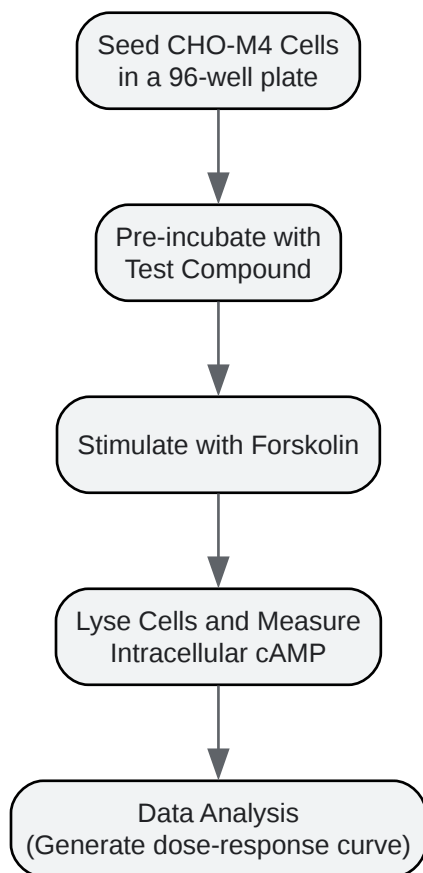 Seed CHO-M4 Cells
in a 96-well plate
Pre-incubate with
Test Compound
Stimulate with Forskolin
Lyse Cells and Measure
Intracellular cAMP
Data Analysis
(Generate dose-response curve)